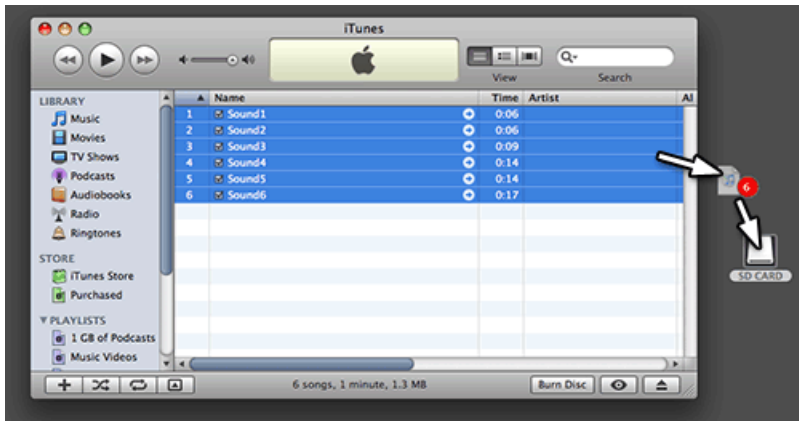 iTunes
View
Search
LIBRARY
Music
Movies
TV Shows
Podcasts
Audiobooks
Radio
Ringtones
STORE
iTunes Store
Purchased
PLAYLISTS
1 GB of Podcasts
Music Videos
Name Time Artist Al
1 Sound1 0:06
2 Sound2 0:06
3 Sound3 0:09
4 Sound4 0:14
5 Sound5 0:14
6 Sound6 0:17
6
SD CARD
6 songs, 1 minute, 1.3 MB
Burn Disc